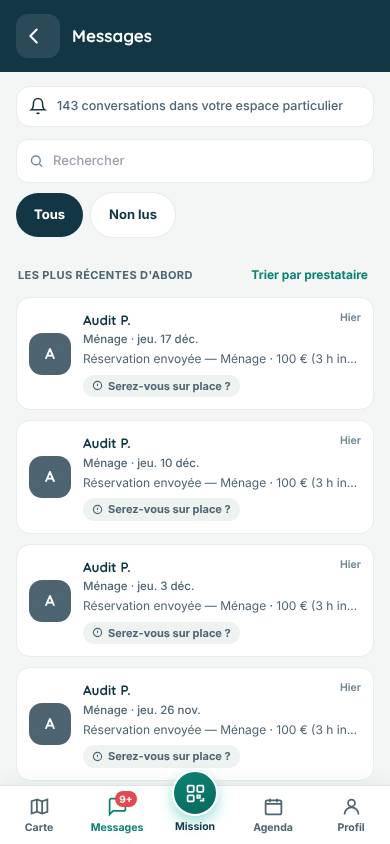 Messages
143 conversations dans votre espace particulier
Rechercher
Tous
Non lus
LES PLUS RÉCENTES D'ABORD
Trier par prestataire
A
Audit P.
Hier
Ménage · jeu. 17 déc.
Réservation envoyée — Ménage · 100 € (3 h in...
Serez-vous sur place ?
A
Audit P.
Hier
Ménage · jeu. 10 déc.
Réservation envoyée — Ménage · 100 € (3 h in...
Serez-vous sur place ?
A
Audit P.
Hier
Ménage · jeu. 3 déc.
Réservation envoyée — Ménage · 100 € (3 h in...
Serez-vous sur place ?
A
Audit P.
Hier
Ménage · jeu. 26 nov.
Réservation envoyée — Ménage · 100 € (3 h in...
Serez-vous sur place ?
9+
Carte
Messages
Mission
Agenda
Profil